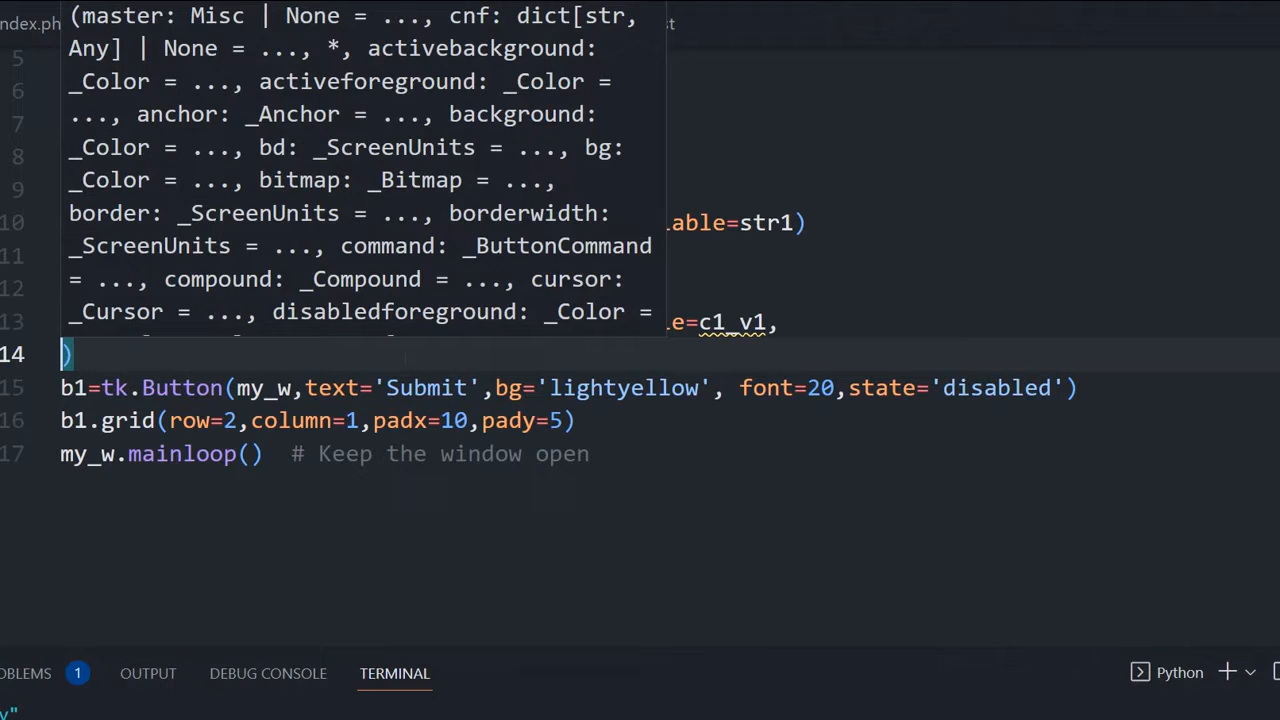 ndex.ph
(master: Misc | None = ..., cnf: dict[str,
Any] | None = ..., *, activebackground:
_Color = ..., activeforeground: _Color =
..., anchor: _Anchor = ..., background:
_Color = ..., bd: _ScreenUnits = ..., bg:
_Color = ..., bitmap: _Bitmap = ...,
border: _ScreenUnits = ..., borderwidth:
_ScreenUnits = ..., command: _ButtonCommand
= ..., compound: _Compound = ..., cursor:
_Cursor = ..., disabledforeground: _Color =
st
5
6
7
8
9
10 able=str1)
11
12
13 le=c1_v1,
14 )
15 b1=tk.Button(my_w,text='Submit',bg='lightyellow', font=20,state='disabled')
16 b1.grid(row=2,column=1,padx=10,pady=5)
17 my_w.mainloop()  # Keep the window open
OBLEMS 1 DEBUG OUTPUT DEBUG CONSOLE TERMINAL Python
y"